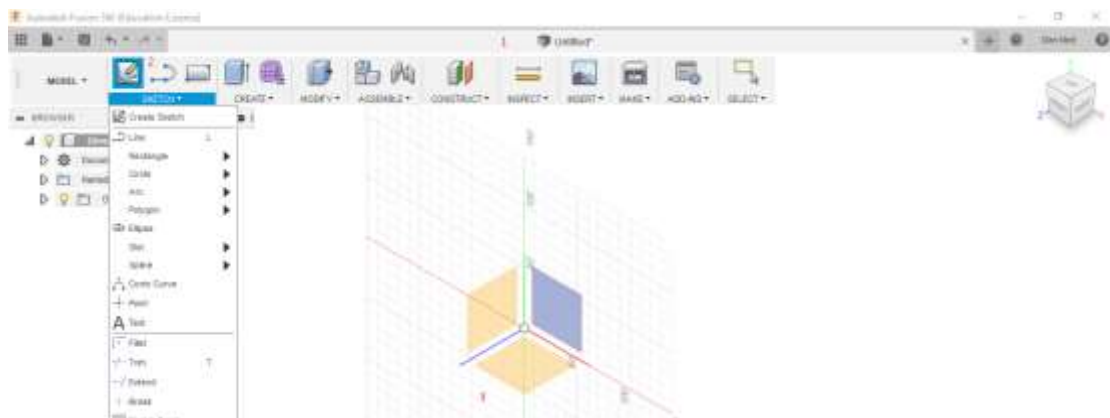 Autodesk Fusion 360 (Education License)
Untitled*
MODEL
SKETCH
CREATE
MODIFY
ASSEMBLE
CONSTRUCT
INSPECT
INSERT
MAKE
ADD-INS
SELECT
BROWSER
Create Sketch
Line L
Rectangle
Circle
Arc
Polygon
Ellipse
Slot
Spline
Conic Curve
Point
Text
Fillet
Trim T
Extend
Break